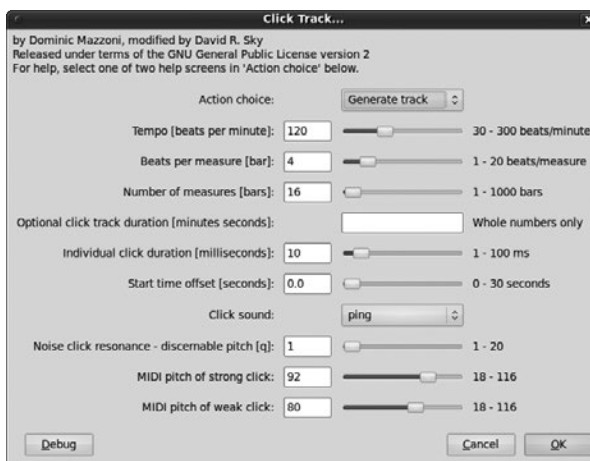 Click Track...
by Dominic Mazzoni, modified by David R. Sky
Released under terms of the GNU General Public License version 2
For help, select one of two help screens in 'Action choice' below.
Action choice: Generate track
Tempo [beats per minute]: 120 30 - 300 beats/minute
Beats per measure [bar]: 4 1 - 20 beats/measure
Number of measures [bars]: 16 1 - 1000 bars
Optional click track duration [minutes seconds]: Whole numbers only
Individual click duration [milliseconds]: 10 1 - 100 ms
Start time offset [seconds]: 0.0 0 - 30 seconds
Click sound: ping
Noise click resonance - discernable pitch [q]: 1 1 - 20
MIDI pitch of strong click: 92 18 - 116
MIDI pitch of weak click: 80 18 - 116
Debug Cancel OK